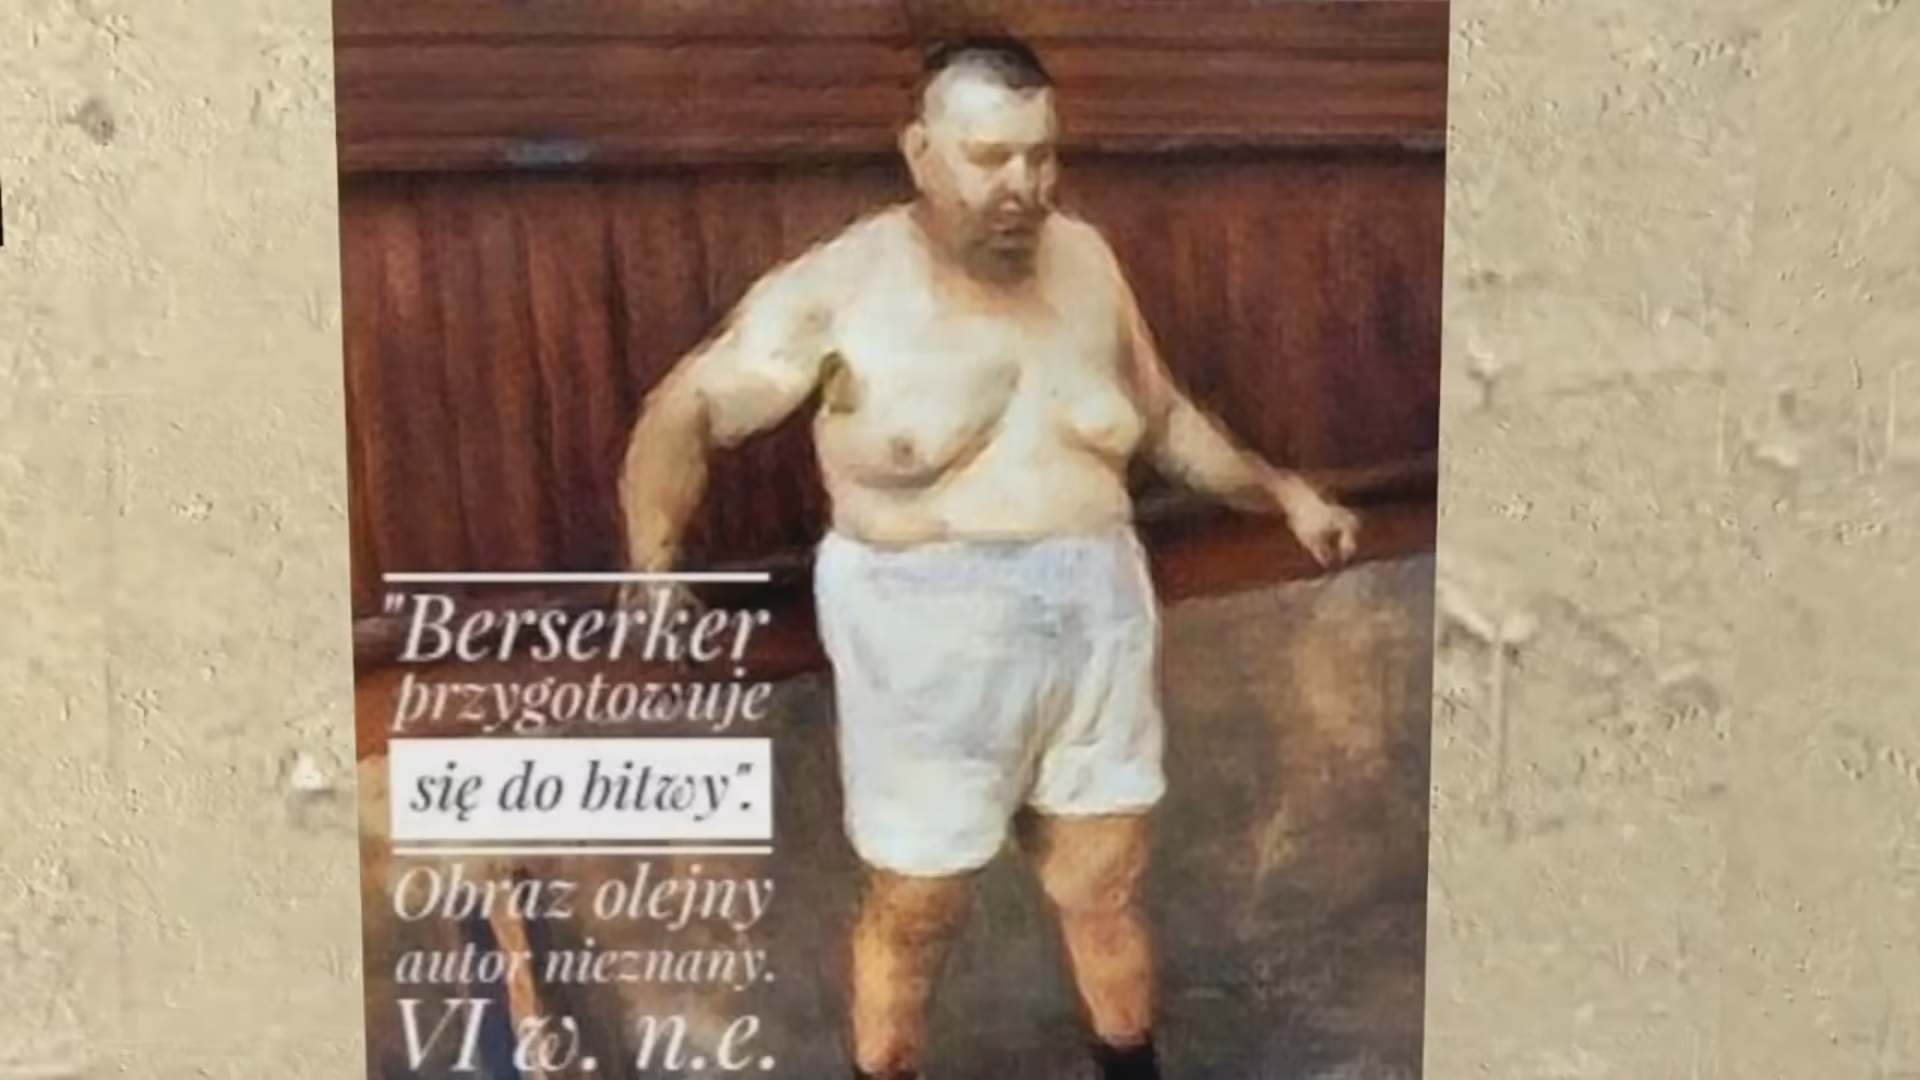 "Berserker
przygotowuje
się do bitwy".
Obraz olejny
autor nieznany.
VI w. n.e.